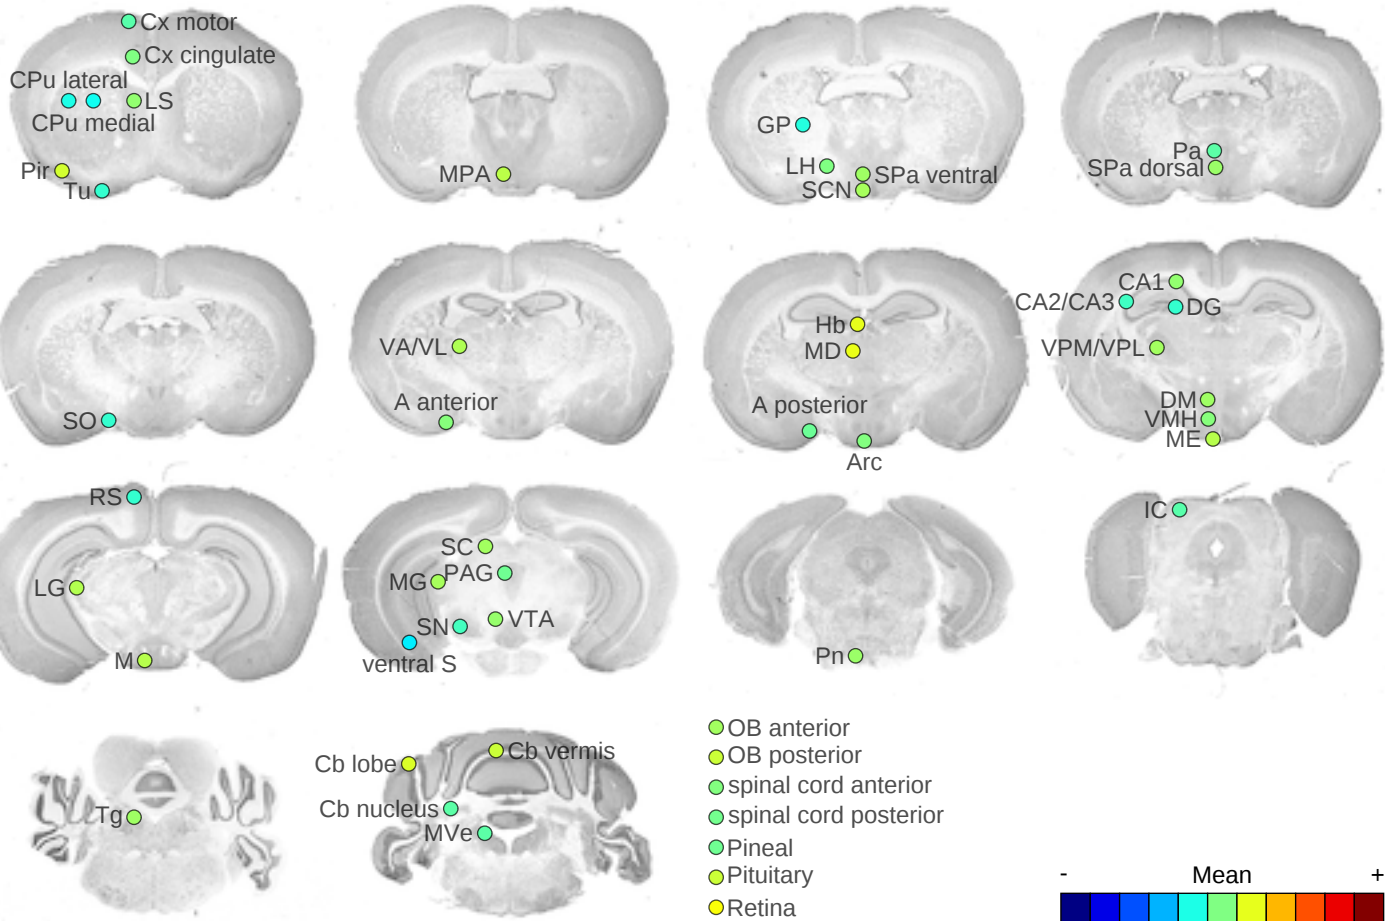 Cx motor
Cx cingulate
CPu lateral
LS
CPu medial
Pir
Tu
MPA
GP
LH
SPa ventral
SCN
Pa
SPa dorsal
SO
VA/VL
A anterior
Hb
MD
A posterior
Arc
CA1
CA2/CA3
DG
VPM/VPL
DM
VMH
ME
RS
LG
M
SC
MG
PAG
SN
VTA
ventral S
Pn
IC
Tg
Cb lobe
Cb vermis
Cb nucleus
MVe
OB anterior
OB posterior
spinal cord anterior
spinal cord posterior
Pineal
Pituitary
Retina
- Mean +